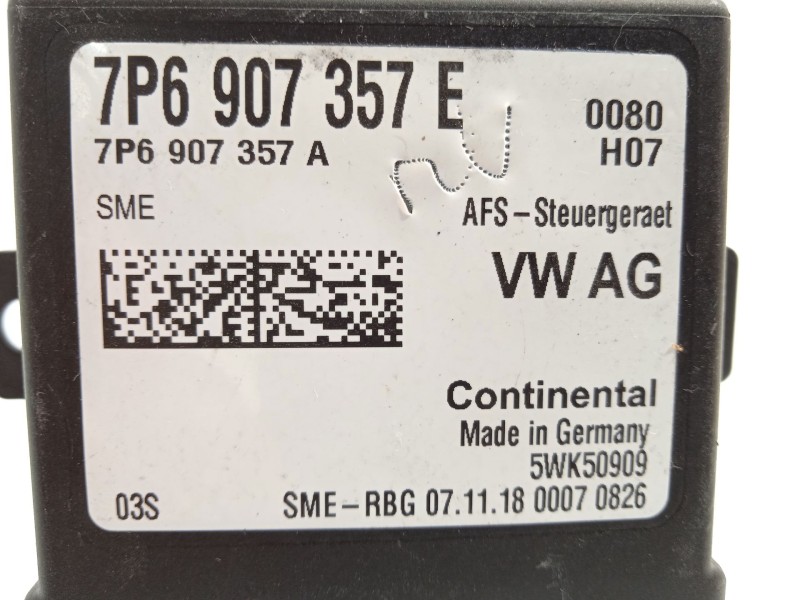 7P6 907 357 E
0080
7P6 907 357 A
H07
SME
AFS-Steuergeraet
VW AG
Continental
Made in Germany
5WK50909
03S
SME-RBG 07.11.18 0007 0826